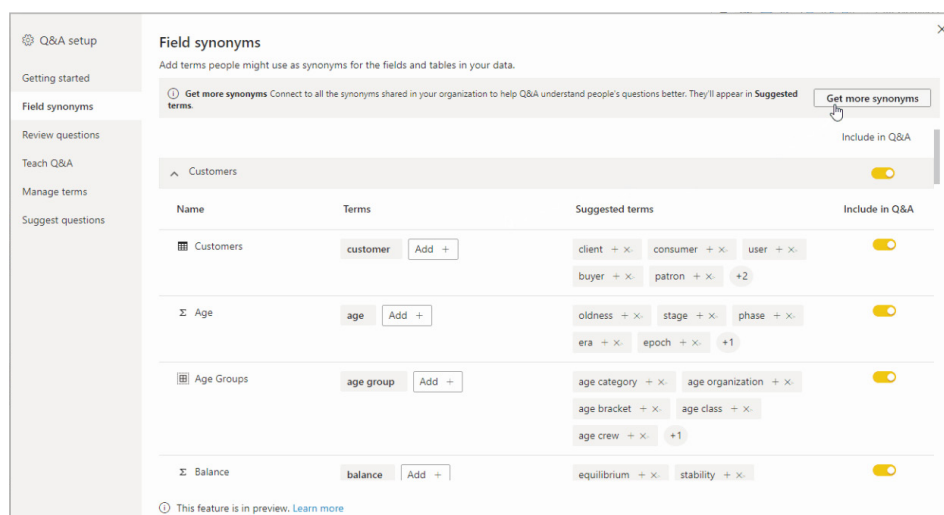 Q&A setup
Getting started
Field synonyms
Review questions
Teach Q&A
Manage terms
Suggest questions
Field synonyms
Add terms people might use as synonyms for the fields and tables in your data.
Get more synonyms Connect to all the synonyms shared in your organization to help Q&A understand people's questions better. They'll appear in Suggested
terms.
Get more synonyms
Include in Q&A
Customers
Name Terms Suggested terms Include in Q&A
Customers customer Add + client + × consumer + × user + ×
buyer + × patron + × +2
Σ Age age Add + oldness + × stage + × phase + ×
era + × epoch + × +1
Age Groups age group Add + age category + × age organization + ×
age bracket + × age class + ×
age crew + × +1
Σ Balance balance Add + equilibrium + × stability + ×
This feature is in preview. Learn more